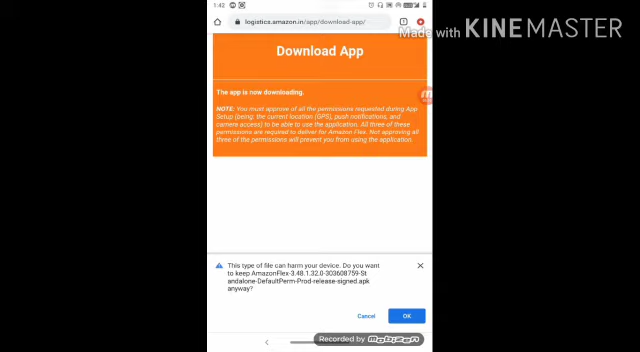 1:42
logistics.amazon.in/app/download-app/
Made with KINEMASTER
Download App
The app is now downloading.
NOTE: You must approve of all the permissions requested during App
Setup (being: the current location (GPS), push notifications, and
camera access) to be able to use the application. All three of these
permissions are required to deliver for Amazon Flex. Not approving all
three of the permissions will prevent you from using the application.
This type of file can harm your device. Do you want
to keep AmazonFlex-3.48.1.32.0-303608759-St
andalone-DefaultPerm-Prod-release-signed.apk
anyway?
Cancel
OK
Recorded by mobizen